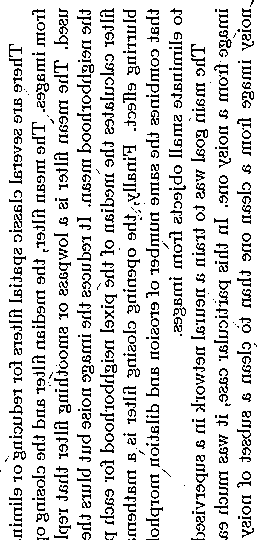 There are several classic spatial filters for reducing or elimin
from images. The mean filter, the median filter and the closing o
used. The mean filter is a lowpass or smoothing filter that repl
the neighborhood mean. It reduces the image noise but blurs the
filter calculates the median of the pixel neighborhood for each p
blurring effect. Finally, the opening closing filter is a mathem
that combines the same number of erosion and dilation morpholo
to eliminate small objects from images.
The main goal was to train a neural network in a supervised
image from a noisy one. In this particular case, it was much ea
noisy image from a clean one than to clean a subset of noisy